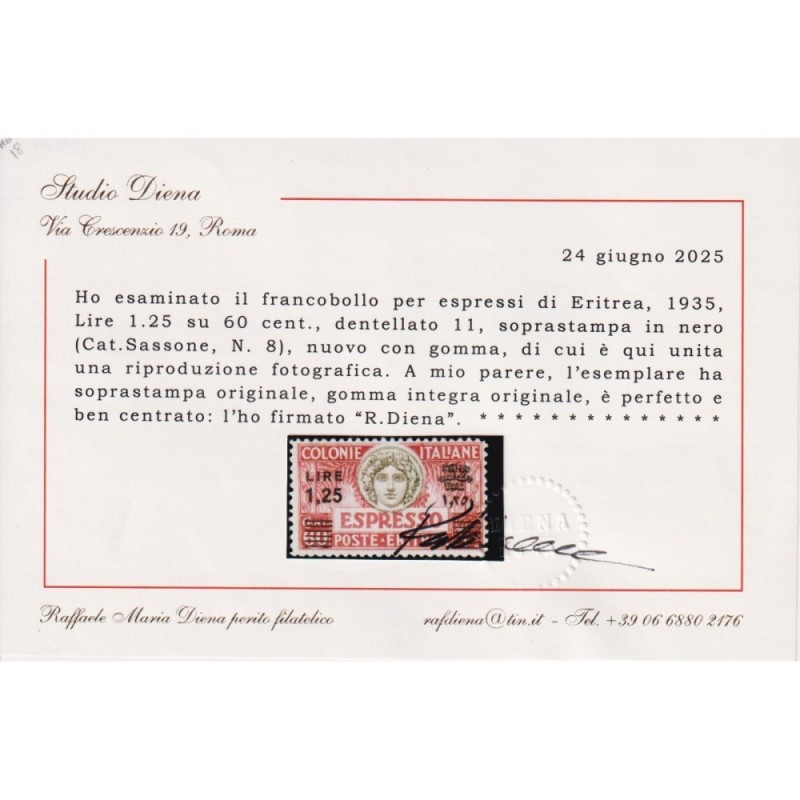 Studio Diena
Via Crescenzio 19, Roma
24 giugno 2025
Ho esaminato il francobollo per espressi di Eritrea, 1935,
Lire 1.25 su 60 cent., dentellato 11, soprastampa in nero
(Cat.Sassone, N. 8), nuovo con gomma, di cui è qui unita
una riproduzione fotografica. A mio parere, l'esemplare ha
soprastampa originale, gomma integra originale, è perfetto e
ben centrato: l'ho firmato “R.Diena”. * * * * * * * * * * * * * *
COLONIE ITALIANE
LIRE
1.25
١,٢٥
ESPRESSO
60
POSTE
DIENA
Raffaele Maria Diena perito filatelico
rafdiena@tin.it - Tel. +39 06 6880 2176